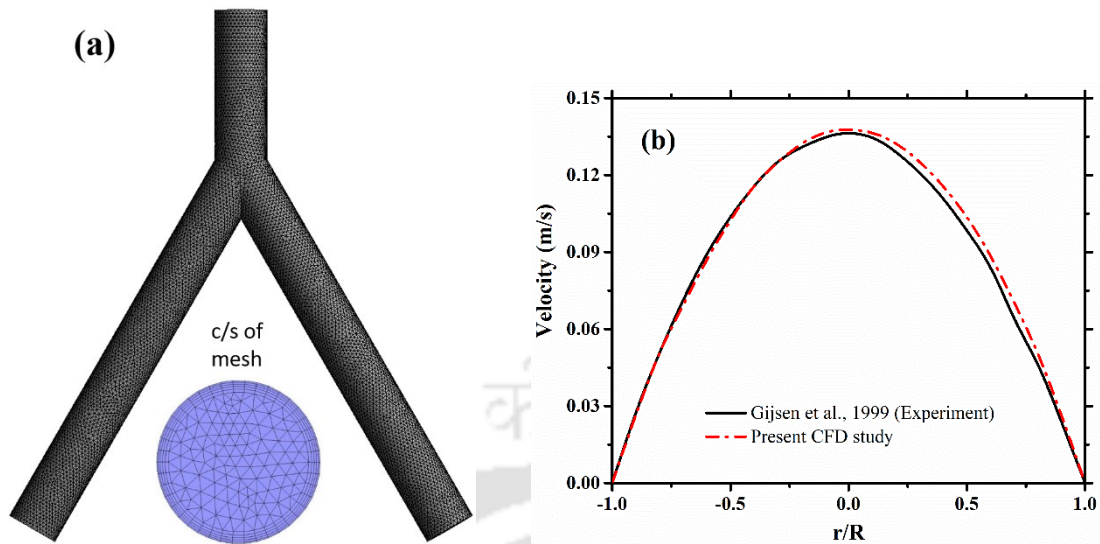 (a)
c/s of
mesh
(b)
Velocity (m/s)
0.15
0.12
0.09
0.06
0.03
0.00
Gijsen et al., 1999 (Experiment)
Present CFD study
-1.0 -0.5 0.0 0.5 1.0
r/R